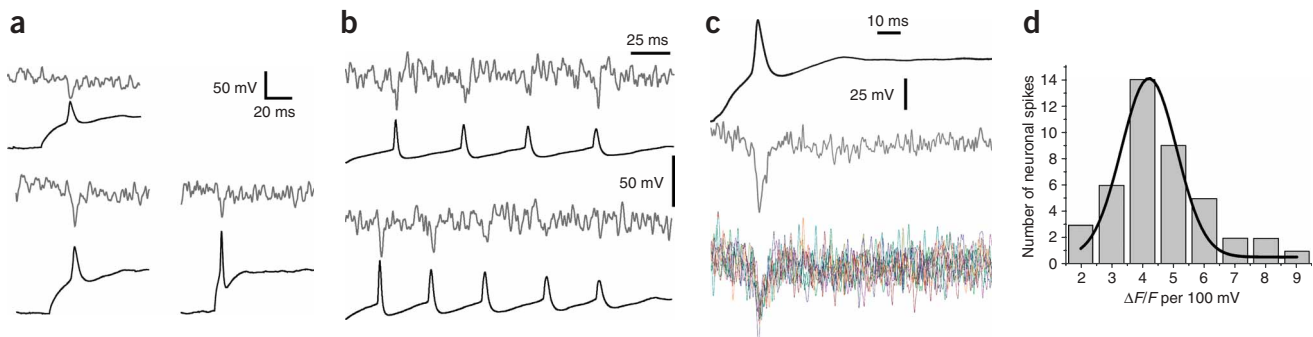 a
50 mV
20 ms
b
25 ms
50 mV
c
10 ms
25 mV
d
Number of neuronal spikes
14
12
10
8
6
4
2
0
2 3 4 5 6 7 8 9
ΔF/F per 100 mV